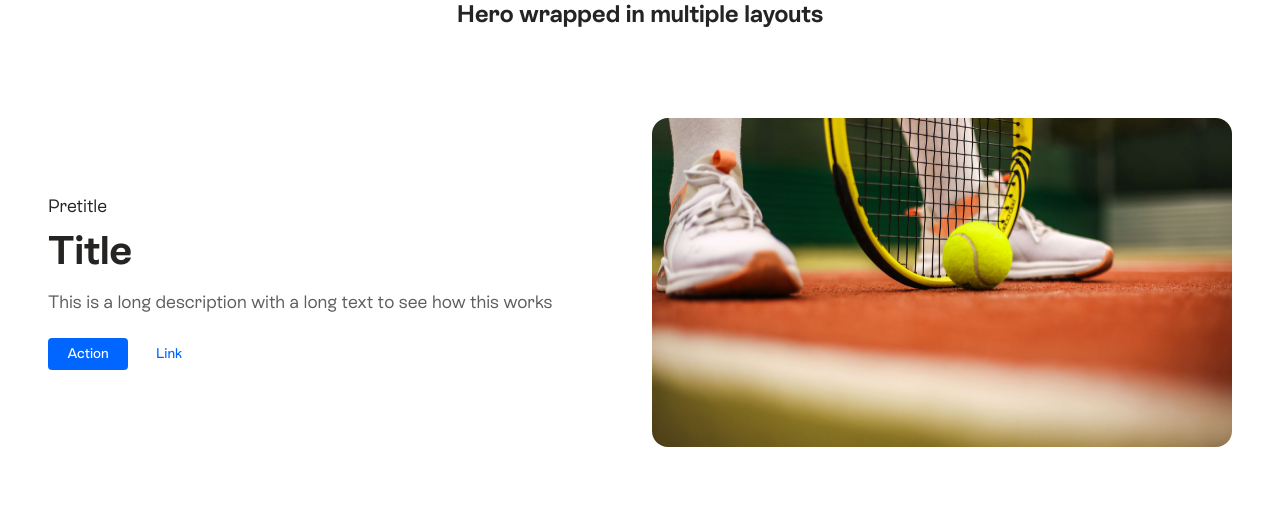 Hero wrapped in multiple layouts
Pretitle
Title
This is a long description with a long text to see how this works
Action
Link